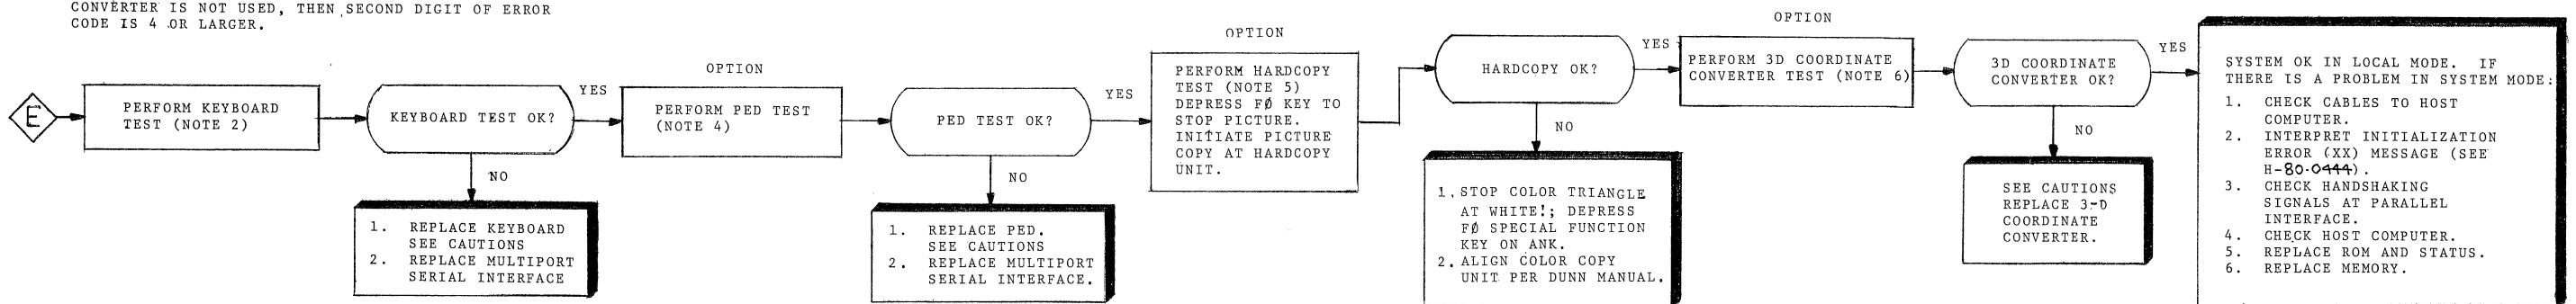 CONVERTER IS NOT USED, THEN SECOND DIGIT OF ERROR
CODE IS 4 OR LARGER.
E
PERFORM KEYBOARD
TEST (NOTE 2)
KEYBOARD TEST OK?
YES
NO
1. REPLACE KEYBOARD
SEE CAUTIONS
2. REPLACE MULTIPORT
SERIAL INTERFACE
OPTION
PERFORM PED TEST
(NOTE 4)
PED TEST OK?
YES
NO
1. REPLACE PED.
SEE CAUTIONS
2. REPLACE MULTIPORT
SERIAL INTERFACE.
OPTION
PERFORM HARDCOPY
TEST (NOTE 5)
DEPRESS FØ KEY TO
STOP PICTURE.
INITIATE PICTURE
COPY AT HARDCOPY
UNIT.
HARDCOPY OK?
YES
NO
1. STOP COLOR TRIANGLE
AT WHITE!; DEPRESS
FØ SPECIAL FUNCTION
KEY ON ANK.
2. ALIGN COLOR COPY
UNIT PER DUNN MANUAL.
OPTION
PERFORM 3D COORDINATE
CONVERTER TEST (NOTE 6)
3D COORDINATE
CONVERTER OK?
YES
NO
SEE CAUTIONS
REPLACE 3-D
COORDINATE
CONVERTER.
SYSTEM OK IN LOCAL MODE. IF
THERE IS A PROBLEM IN SYSTEM MODE:
1. CHECK CABLES TO HOST
COMPUTER.
2. INTERPRET INITIALIZATION
ERROR (XX) MESSAGE (SEE
H-80-0444).
3. CHECK HANDSHAKING
SIGNALS AT PARALLEL
INTERFACE.
4. CHECK HOST COMPUTER.
5. REPLACE ROM AND STATUS.
6. REPLACE MEMORY.